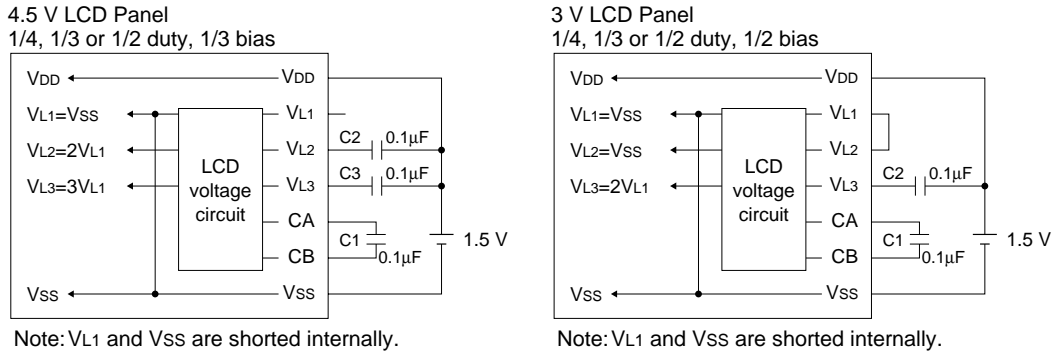 4.5 V LCD Panel
1/4, 1/3 or 1/2 duty, 1/3 bias
VDD
VDD
VL1=VSS
VL1
VL2=2VL1
VL2
C2
0.1µF
VL3=3VL1
VL3
C3
0.1µF
LCD
voltage
circuit
CA
C1
0.1µF
1.5 V
CB
VSS
VSS
Note: VL1 and VSS are shorted internally.
3 V LCD Panel
1/4, 1/3 or 1/2 duty, 1/2 bias
VDD
VDD
VL1=VSS
VL1
VL2=VSS
VL2
VL3=2VL1
VL3
C2
0.1µF
LCD
voltage
circuit
CA
C1
0.1µF
1.5 V
CB
VSS
VSS
Note: VL1 and VSS are shorted internally.